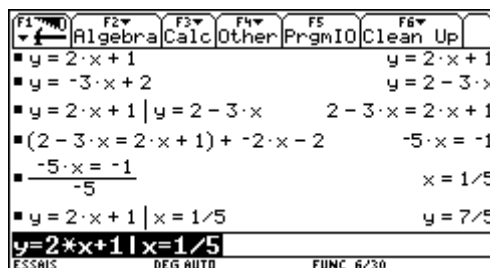 F1 F2 F3 F4 F5 F6
Algebra Calc Other PrgmIO Clean Up
▪ y = 2·x + 1 y = 2·x + 1
▪ y = -3·x + 2 y = 2 - 3·x
▪ y = 2·x + 1 | y = 2 - 3·x 2 - 3·x = 2·x + 1
▪ (2 - 3·x = 2·x + 1) + -2·x - 2 -5·x = -1
▪ -5·x = -1
-5 x = 1/5
▪ y = 2·x + 1 | x = 1/5 y = 7/5
y=2*x+1|x=1/5
ESSAIS DEG AUTO FUNC 6/30